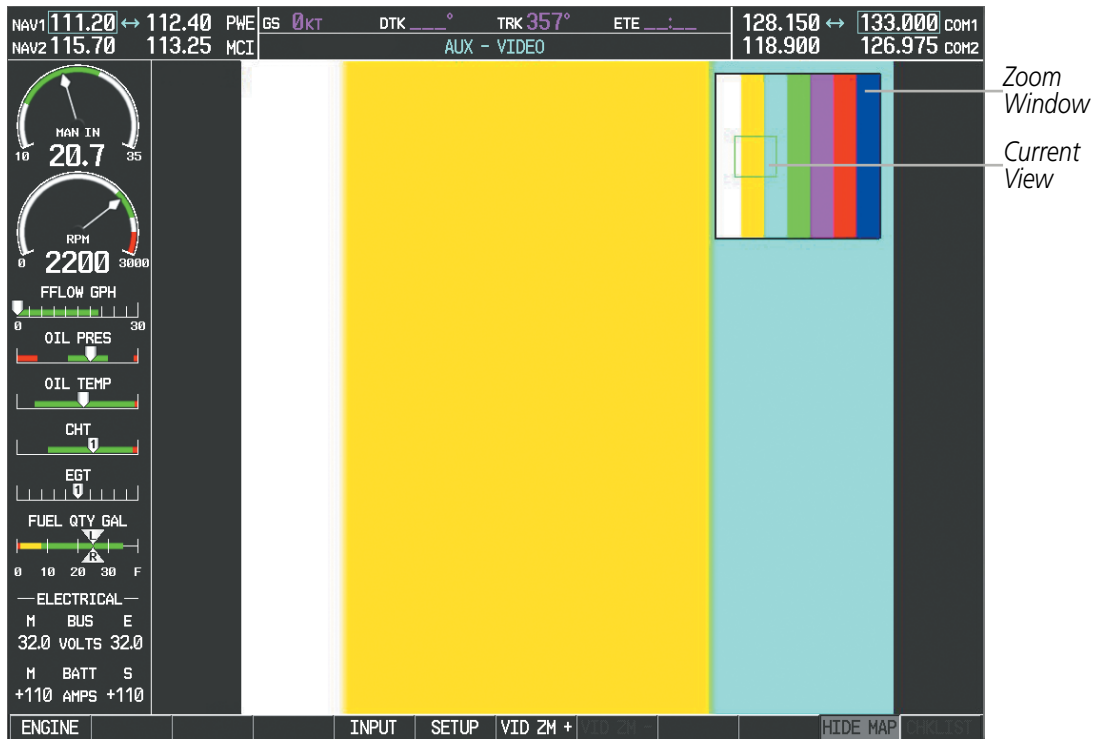 NAV1 111.20 ↔ 112.40 PWE GS 0KT DTK ___° TRK 357° ETE __:__ 128.150 ↔ 133.000 COM1
NAV2 115.70 113.25 MCI AUX – VIDEO 118.900 126.975 COM2
Zoom
Window
Current
View
MAN IN
10 20.7 35
RPM
0 2200 3000
FFLOW GPH
0 30
OIL PRES
OIL TEMP
CHT
1
EGT
1
FUEL QTY GAL
L
R
0 10 20 30 F
ELECTRICAL
M BUS E
32.0 VOLTS 32.0
M BATT S
+110 AMPS +110
ENGINE INPUT SETUP VID ZM + VID ZM - HIDE MAP CHKLIST